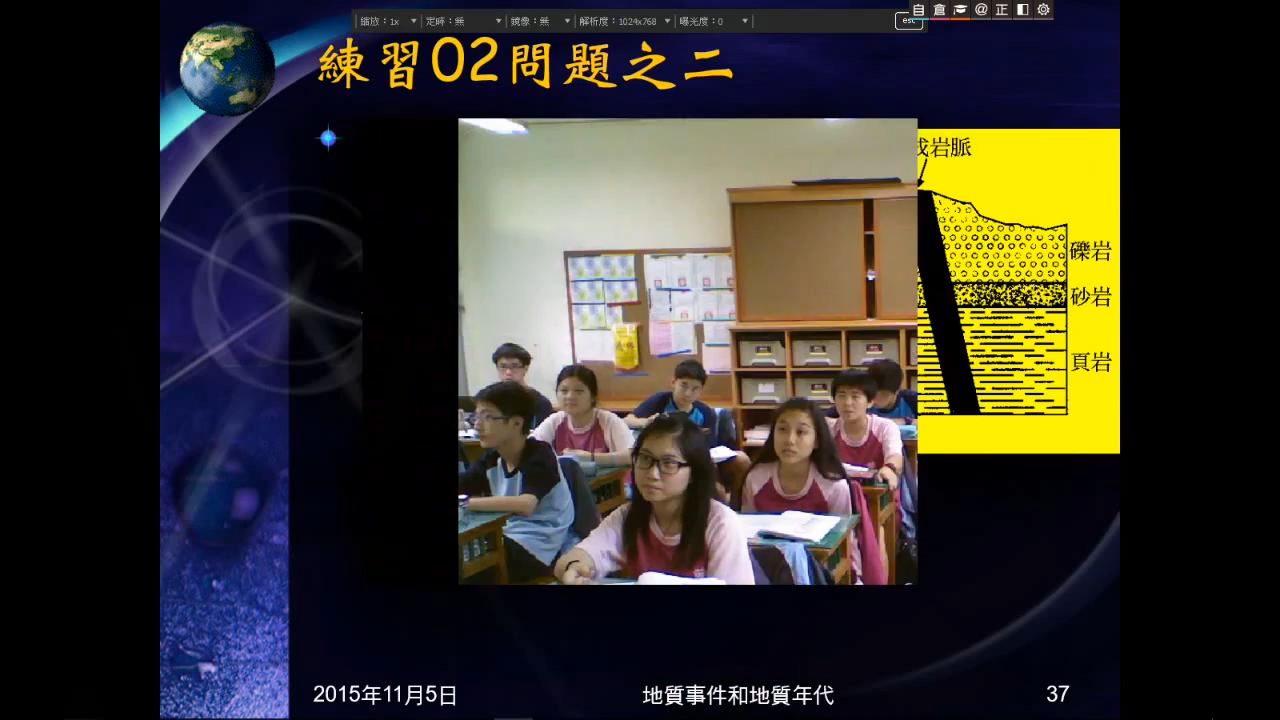 縮放：1x 定時：無 鏡像：無 解析度：1024x768 曝光度：0 esc
自 倉 @ 正
練習02問題之二
岩脈
礫岩
砂岩
頁岩
2015年11月5日 地質事件和地質年代 37